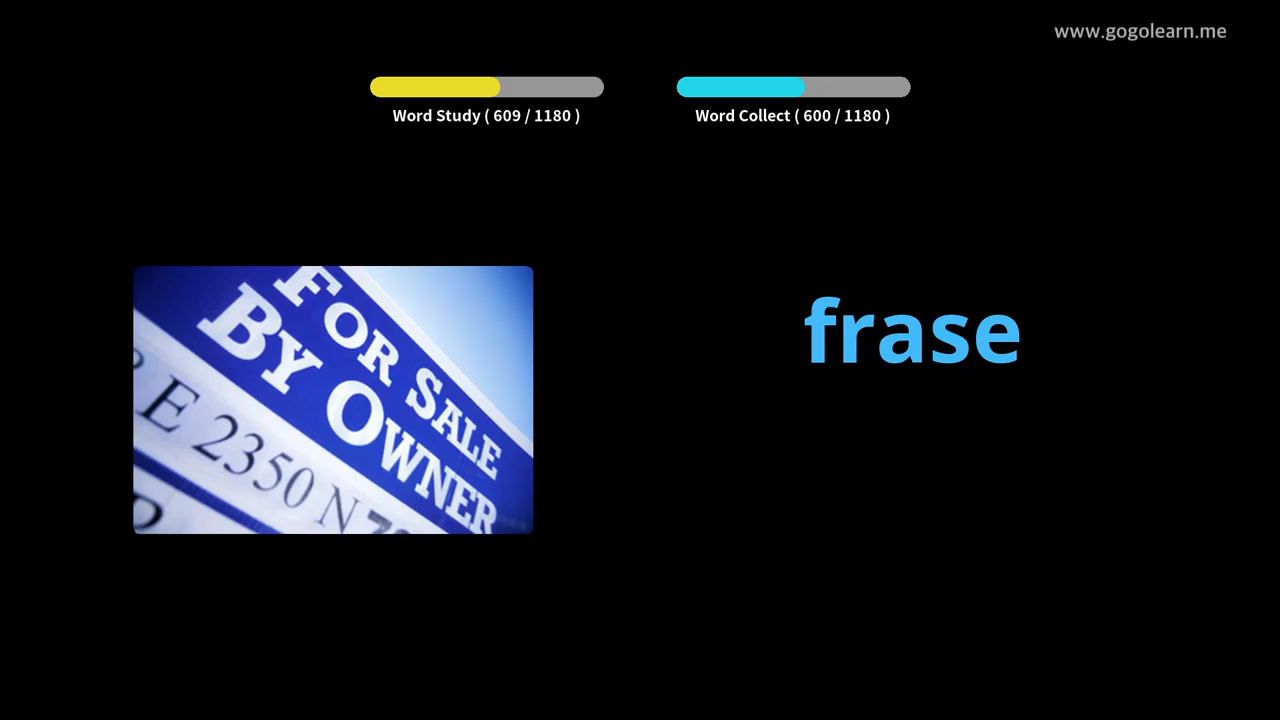 www.gogolearn.me
Word Study ( 609 / 1180 )
Word Collect ( 600 / 1180 )
FOR SALE
BY OWNER
E 2350 N
frase